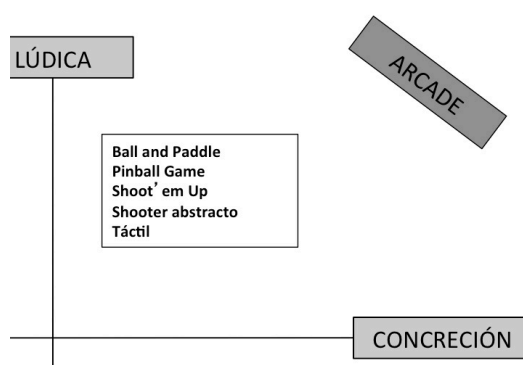 LÚDICA
ARCADE
Ball and Paddle
Pinball Game
Shoot’em Up
Shooter abstracto
Táctil
CONCRECIÓN